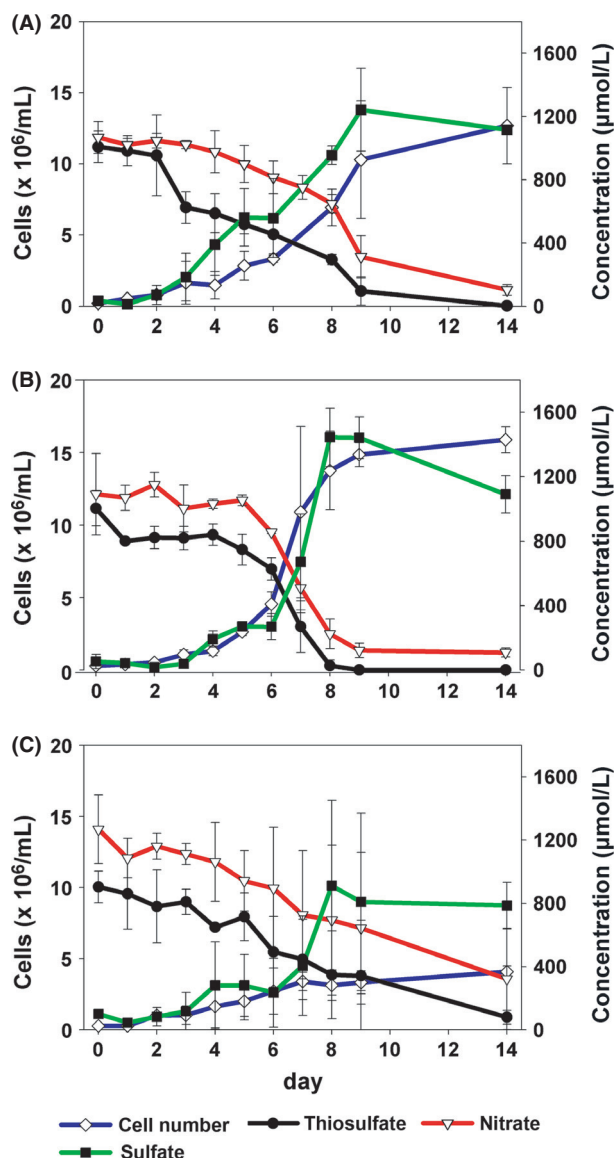 (A)
20
15
10
5
0
Cells (x 10⁶/mL)
1600
1200
800
400
0
Concentration (µmol/L)
0 2 4 6 8 10 12 14
(B)
20
15
10
5
0
Cells (x 10⁶/mL)
1600
1200
800
400
0
Concentration (µmol/L)
0 2 4 6 8 10 12 14
(C)
20
15
10
5
0
Cells (x 10⁶/mL)
1600
1200
800
400
0
Concentration (µmol/L)
0 2 4 6 8 10 12 14
day
Cell number Thiosulfate Nitrate
Sulfate